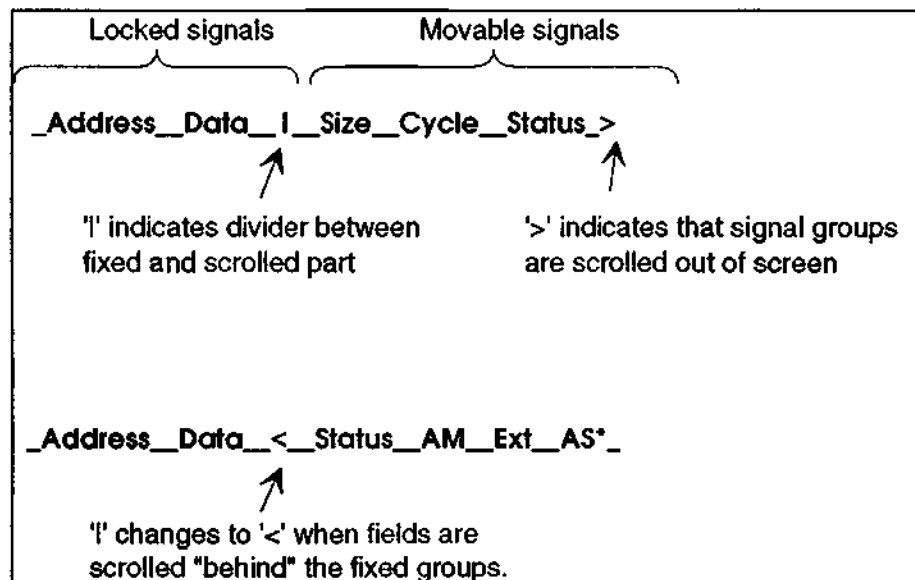 Locked signals Movable signals
_Address__Data__|__Size__Cycle__Status_>
'|' indicates divider between '>' indicates that signal groups
fixed and scrolled part are scrolled out of screen
_Address__Data__<__Status__AM__Ext__AS*_
'|' changes to '<' when fields are
scrolled "behind" the fixed groups.